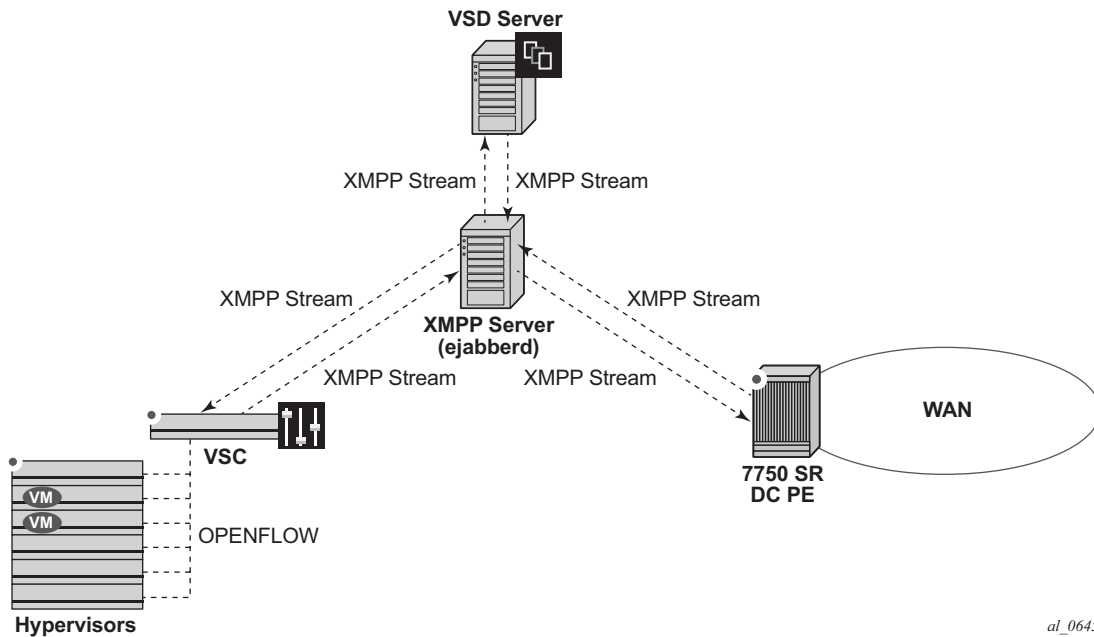 VSD Server
XMPP Stream
XMPP Stream
XMPP Stream
XMPP Stream
XMPP Server
(ejabberd)
XMPP Stream
XMPP Stream
WAN
VSC
7750 SR
DC PE
VM
VM
OPENFLOW
Hypervisors